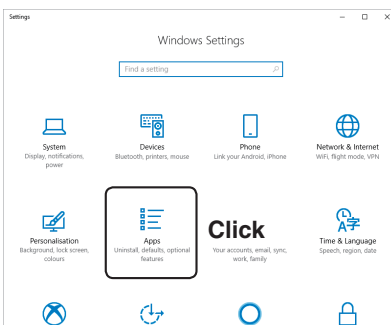 Settings
Windows Settings
Find a setting
System
Display, notifications,
power
Devices
Bluetooth, printers, mouse
Phone
Link your Android, iPhone
Network & Internet
WiFi, flight mode, VPN
Personalisation
Background, lock screen,
colours
Apps
Uninstall, defaults, optional
features
Click
Your accounts, email, sync,
work, family
Time & Language
Speech, region, date